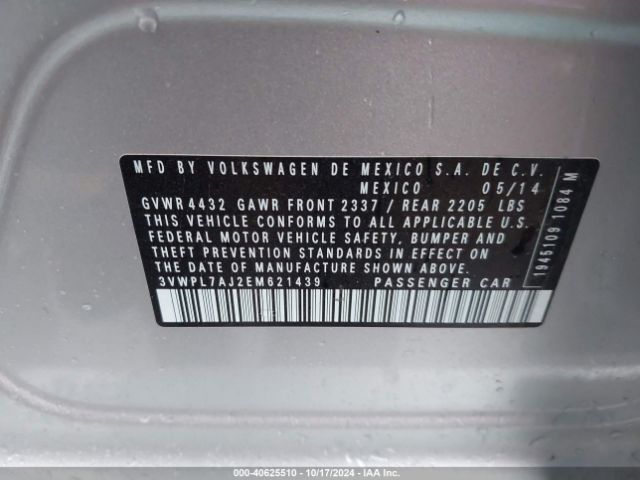 MFD BY VOLKSWAGEN DE MEXICO S.A. DE C.V.
MEXICO 05/14
GVWR 4432 GAWR FRONT 2337 / REAR 2205 LBS
THIS VEHICLE CONFORMS TO ALL APPLICABLE U.S.
FEDERAL MOTOR VEHICLE SAFETY, BUMPER AND
THEFT PREVENTION STANDARDS IN EFFECT ON
THE DATE OF MANUFACTURE SHOWN ABOVE.
3VWPL7AJ2EM621439 PASSENGER CAR
1945109 1084 M
000-40625510 - 10/17/2024 - IAA Inc.